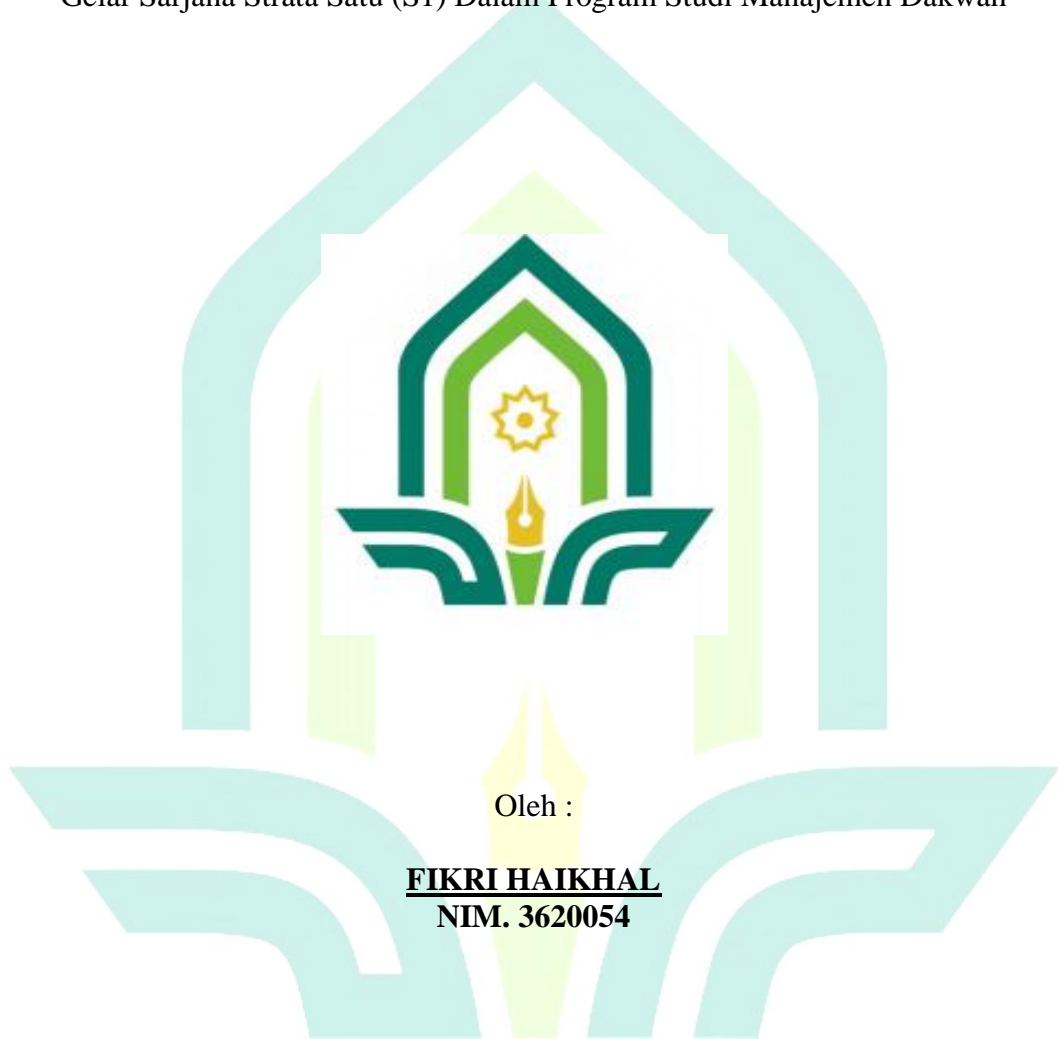 Gelar Sarjana Strata Satu (S1) Dalam Program Studi Manajemen Dakwah
Oleh :
FIKRI HAIKHAL
NIM. 3620054